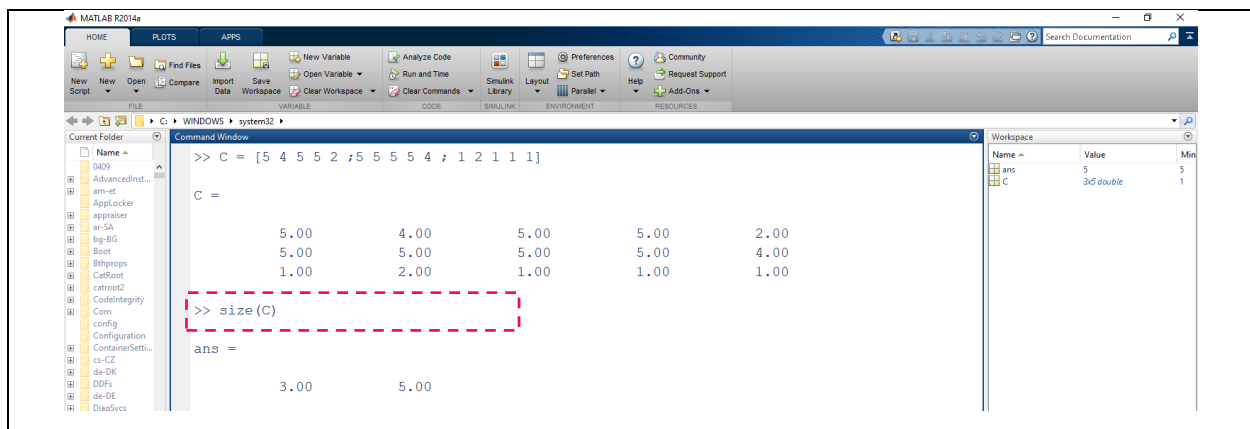 MATLAB R2014a
HOME PLOTS APPS
Search Documentation
New Script
New
Open
Find Files
Compare
Import Data
Save Workspace
New Variable
Open Variable
Clear Workspace
Analyze Code
Run and Time
Clear Commands
Simulink Library
Layout
Preferences
Set Path
Parallel
Help
Community
Request Support
Add-Ons
FILE VARIABLE CODE SIMULINK ENVIRONMENT RESOURCES
C: WINDOWS system32
Current Folder
Name
0409
AdvancedInst...
am-et
AppLocker
appraiser
ar-SA
bg-BG
Boot
Bthprops
CatRoot
catroot2
CodeIntegrity
Com
config
Configuration
ContainerSetti...
cs-CZ
da-DK
DDFs
de-DE
DiagSvcs
Command Window
>> C = [5 4 5 5 2 ;5 5 5 5 4 ; 1 2 1 1 1]
C =
5.00 4.00 5.00 5.00 2.00
5.00 5.00 5.00 5.00 4.00
1.00 2.00 1.00 1.00 1.00
>> size(C)
ans =
3.00 5.00
Workspace
Name Value Min
ans 5 5
C 3x5 double 1